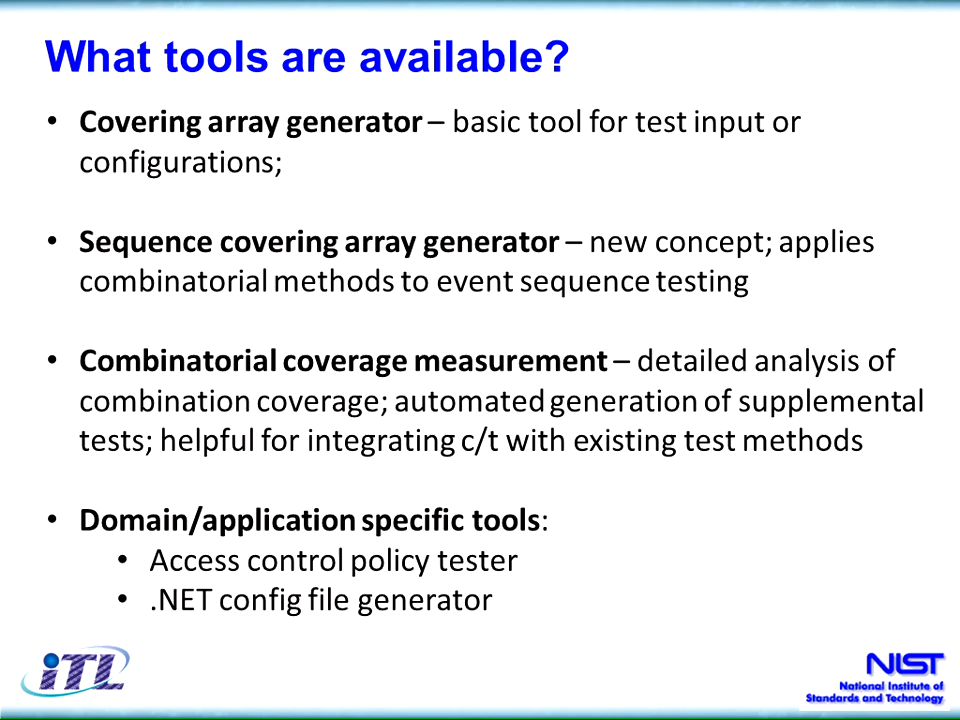 What tools are available?
• Covering array generator – basic tool for test input or
configurations;
• Sequence covering array generator – new concept; applies
combinatorial methods to event sequence testing
• Combinatorial coverage measurement – detailed analysis of
combination coverage; automated generation of supplemental
tests; helpful for integrating c/t with existing test methods
• Domain/application specific tools:
• Access control policy tester
• .NET config file generator
iTL
NIST
National Institute of
Standards and Technology